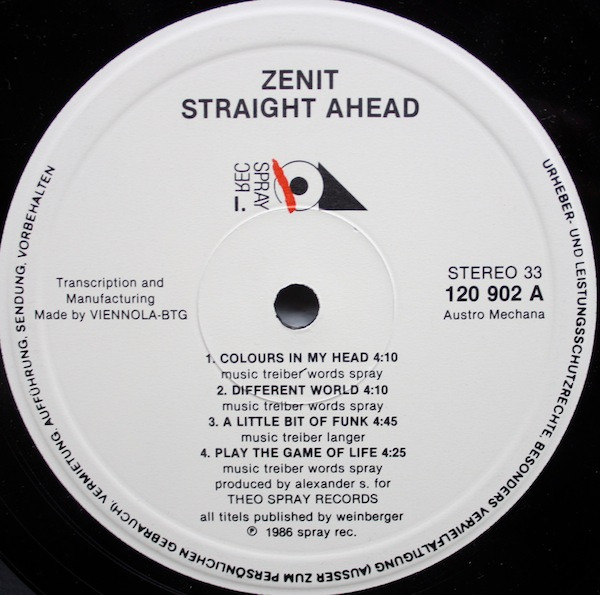 ZENIT
STRAIGHT AHEAD
SPRAY
REC
Transcription and
Manufacturing
Made by VIENNOLA-BTG
STEREO 33
120 902 A
Austro Mechana
1. COLOURS IN MY HEAD 4:10
music treiber words spray
2. DIFFERENT WORLD 4:10
music treiber words spray
3. A LITTLE BIT OF FUNK 4:45
music treiber langer
4. PLAY THE GAME OF LIFE 4:25
music treiber words spray
produced by alexander s. for
THEO SPRAY RECORDS
all titels published by weinberger
℗ 1986 spray rec.
URHEBER- UND LEISTUNGSSCHUTZRECHTE, BESONDERS VERVIELFÄLTIGUNG (AUSSER ZUM PERSÖNLICHEN GEBRAUCH), VERMIETUNG, AUFFÜHRUNG, SENDUNG, VORBEHALTEN